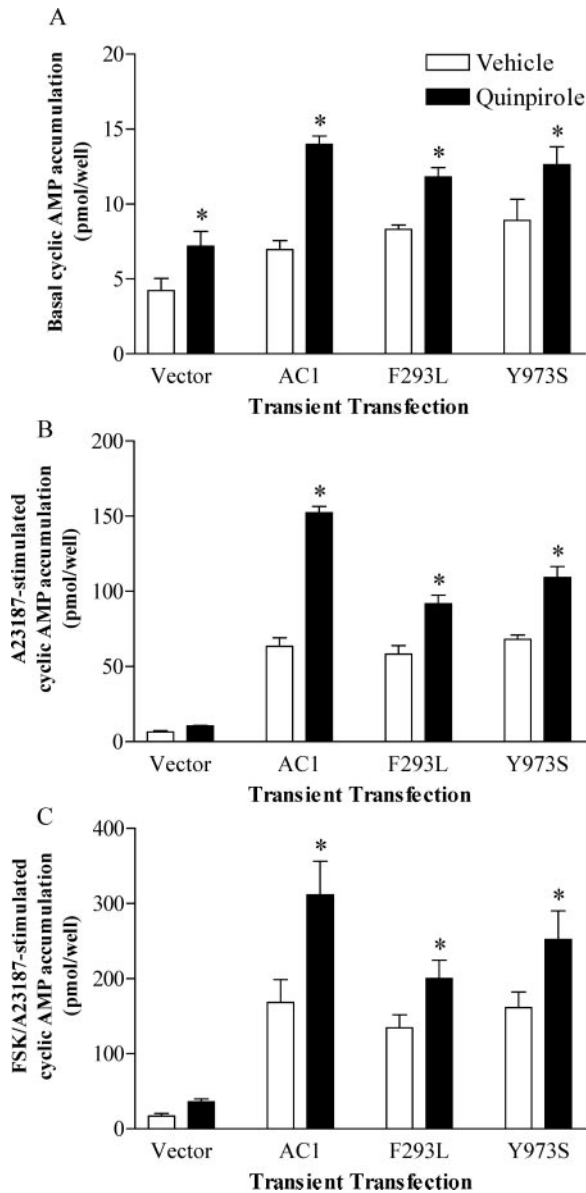 A
Basal cyclic AMP accumulation
(pmol/well)
20
15
10
5
0
Vehicle
Quinpirole
*
*
*
*
Vector AC1 F293L Y973S
Transient Transfection
B
A23187-stimulated
cyclic AMP accumulation
(pmol/well)
200
150
100
50
0
*
*
*
Vector AC1 F293L Y973S
Transient Transfection
C
FSK/A23187-stimulated
cyclic AMP accumulation
(pmol/well)
400
300
200
100
0
*
*
*
Vector AC1 F293L Y973S
Transient Transfection